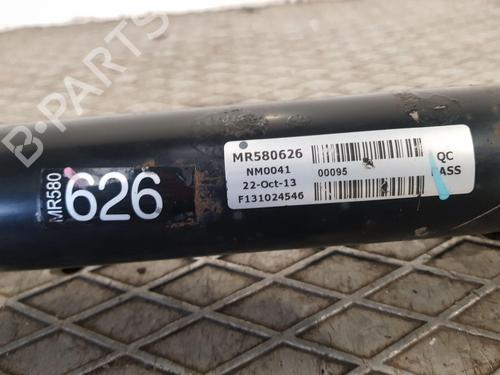 B-PARTS
MR580
626
MR580626
NM0041
22-Oct-13
F131024546
00095
QC
PASS